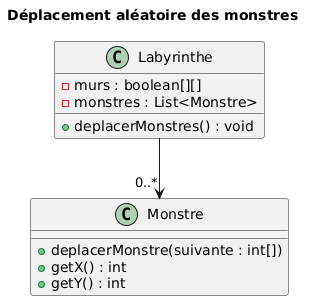 Déplacement aléatoire des monstres
C Labyrinthe
murs : boolean[][]
monstres : List<Monstre>
deplacerMonstres() : void
0..*
C Monstre
deplacerMonstre(suivante : int[])
getX() : int
getY() : int